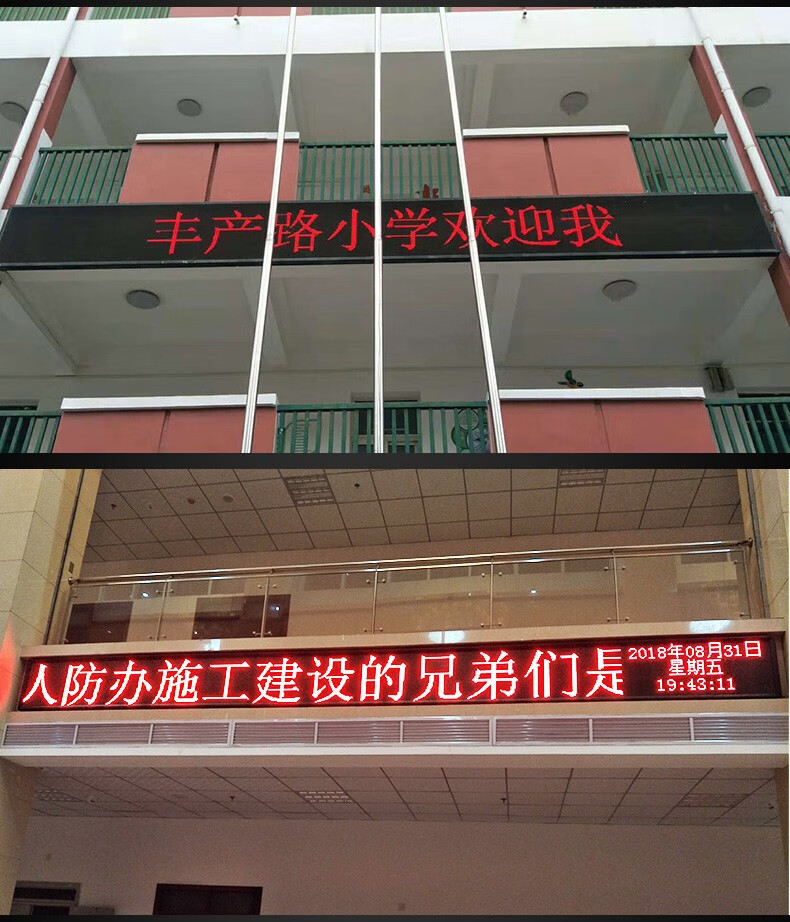 丰产路小学欢迎我
人防办施工建设的兄弟们
2018年08月31日
星期五
19:43:11